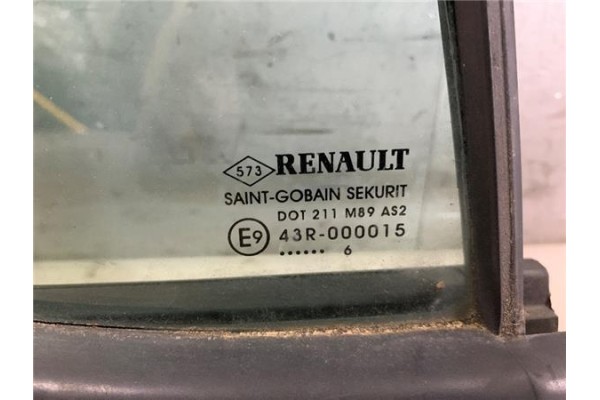 573 RENAULT
SAINT-GOBAIN SEKURIT
DOT 211 M89 AS2
E9 43R-000015
...... 6